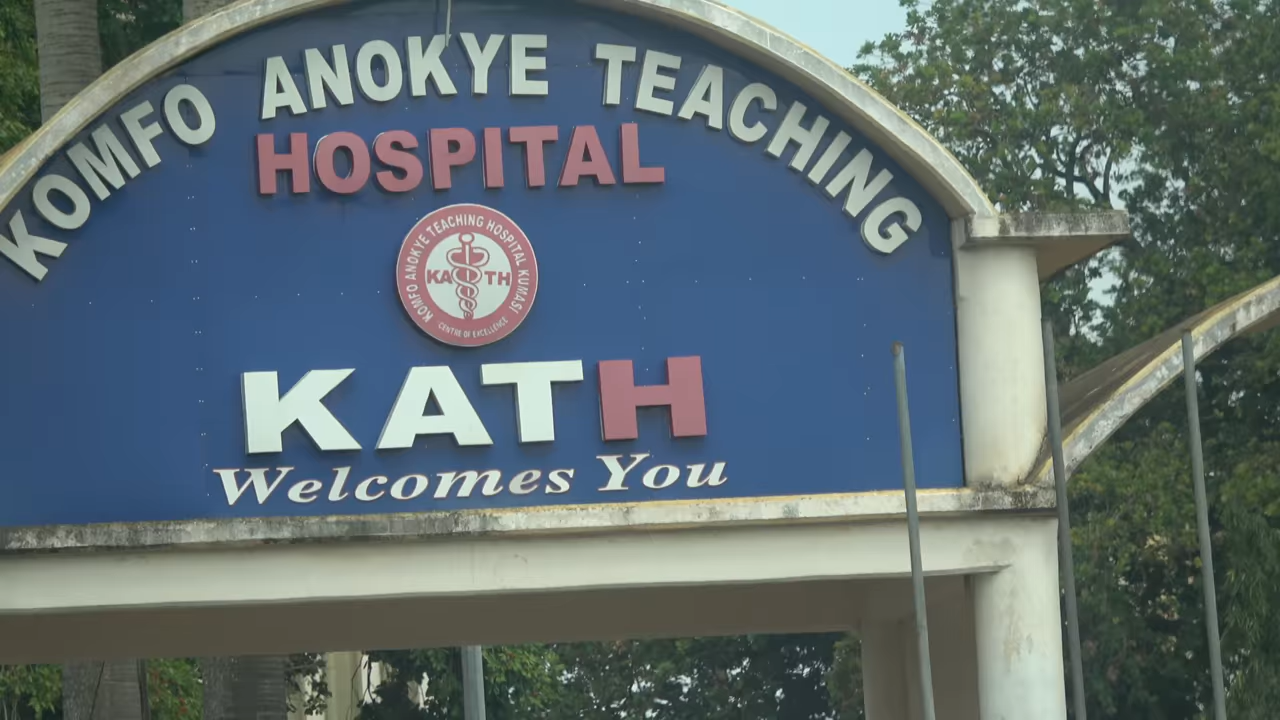 KOMFO ANOKYE TEACHING
HOSPITAL
KOMFO ANOKYE TEACHING HOSPITAL KUMASI
KATH
CENTRE OF EXCELLENCE
KATH
Welcomes You